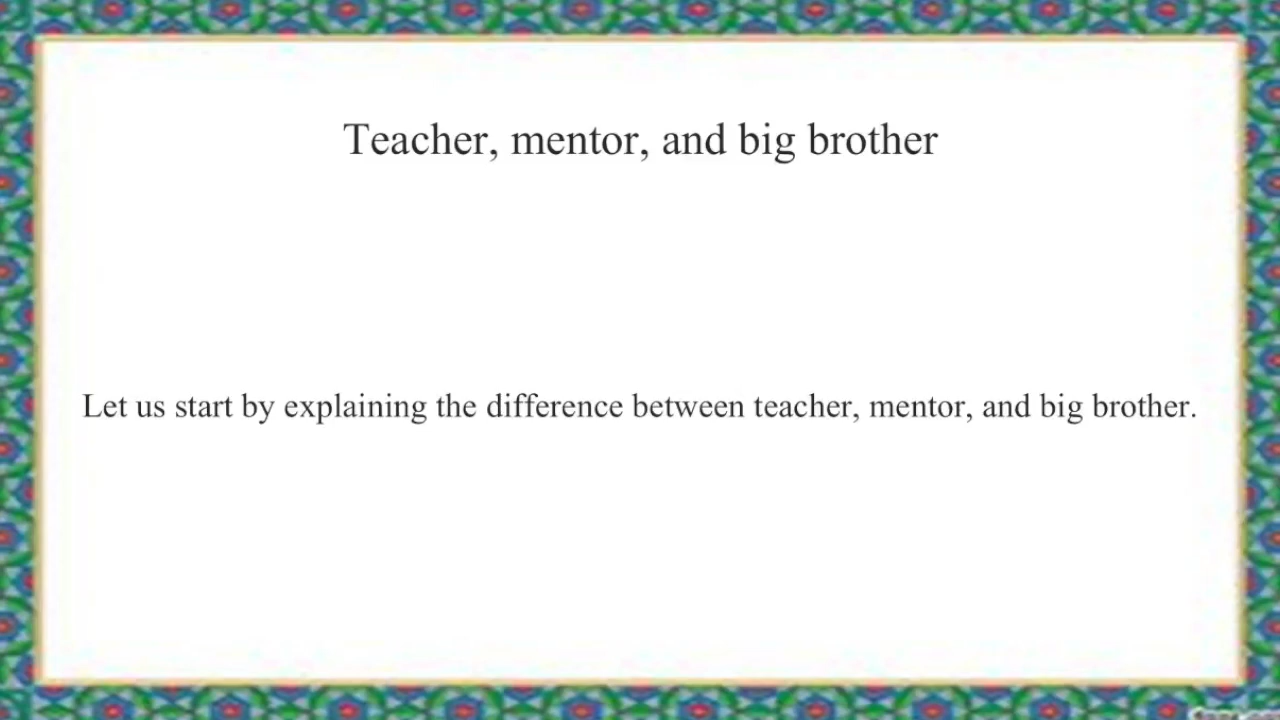 Teacher, mentor, and big brother
Let us start by explaining the difference between teacher, mentor, and big brother.